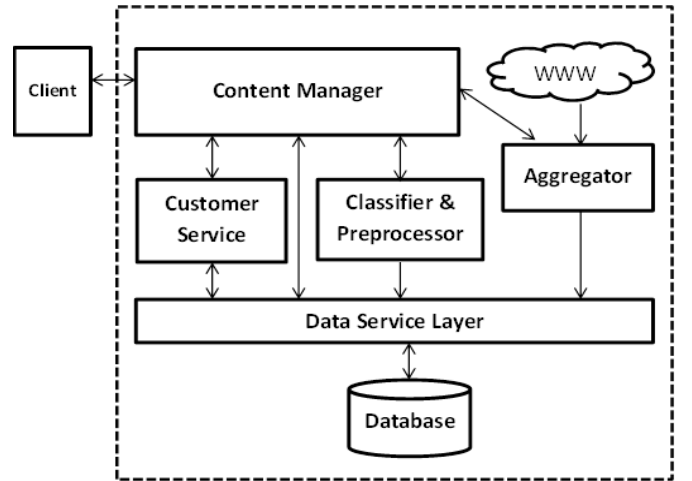 Client
Content Manager
WWW
Aggregator
Customer
Service
Classifier &
Preprocessor
Data Service Layer
Database